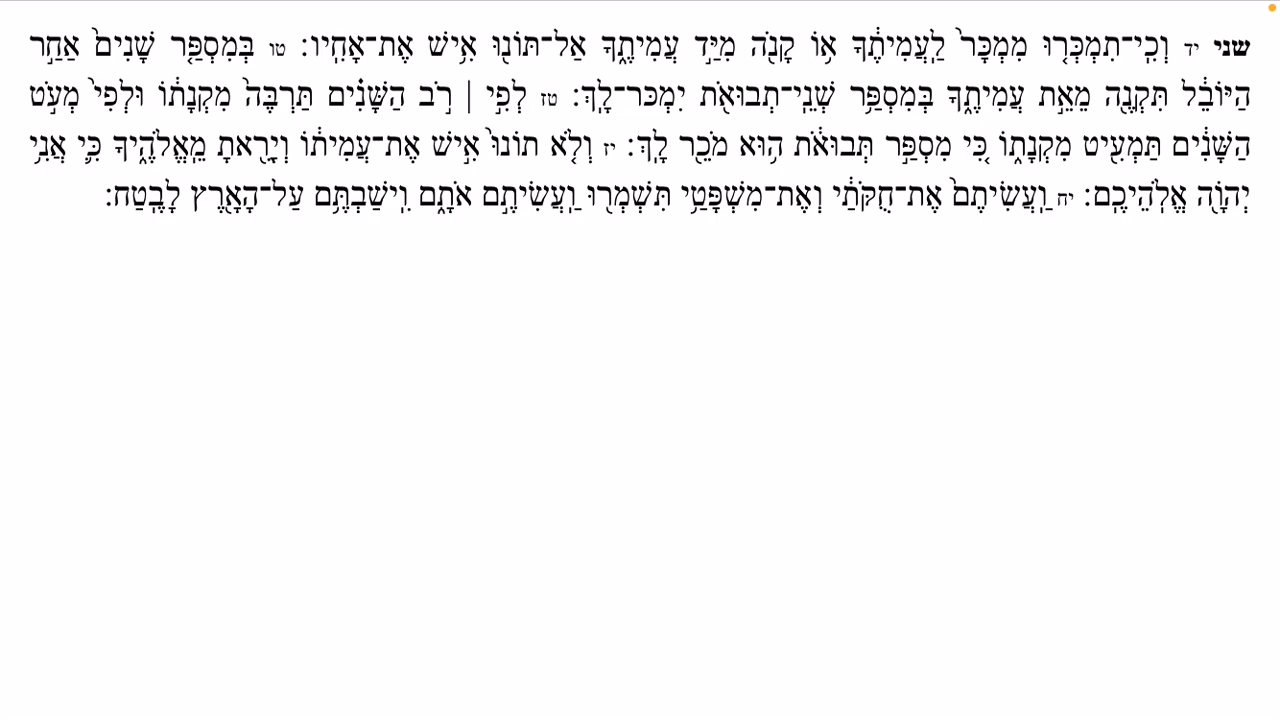 שני יד וְכִֽי־תִמְכְּר֤וּ מִמְכָּר֙ לַעֲמִיתֶ֔ךָ א֥וֹ קָנֹ֖ה מִיַּ֣ד עֲמִיתֶ֑ךָ אַל־תּוֹנ֖וּ אִ֥ישׁ אֶת־אָחִֽיו׃ טו בְּמִסְפַּ֤ר שָׁנִים֙ אַחַ֣ר
הַיּוֹבֵ֔ל תִּקְנֶ֖ה מֵאֵ֣ת עֲמִיתֶ֑ךָ בְּמִסְפַּ֥ר שְׁנֵֽי־תְבוּאֹ֖ת יִמְכׇּר־לָֽךְ׃ טז לְפִ֣י | רֹ֣ב הַשָּׁנִ֗ים תַּרְבֶּה֙ מִקְנָת֔וֹ וּלְפִי֙ מְעֹ֣ט
הַשָּׁנִ֔ים תַּמְעִ֖יט מִקְנָת֑וֹ כִּ֚י מִסְפַּ֣ר תְּבוּאֹ֔ת ה֥וּא מֹכֵ֖ר לָֽךְ׃ יז וְלֹ֤א תוֹנוּ֙ אִ֣ישׁ אֶת־עֲמִית֔וֹ וְיָרֵ֖אתָ מֵֽאֱלֹהֶ֑יךָ כִּ֛י אֲנִ֥י
יְהֹוָ֖ה אֱלֹהֵיכֶֽם׃ יח וַעֲשִׂיתֶם֙ אֶת־חֻקֹּתַ֔י וְאֶת־מִשְׁפָּטַ֥י תִּשְׁמְר֖וּ וַעֲשִׂיתֶ֣ם אֹתָ֑ם וִֽישַׁבְתֶּ֥ם עַל־הָאָ֖רֶץ לָבֶֽטַח׃